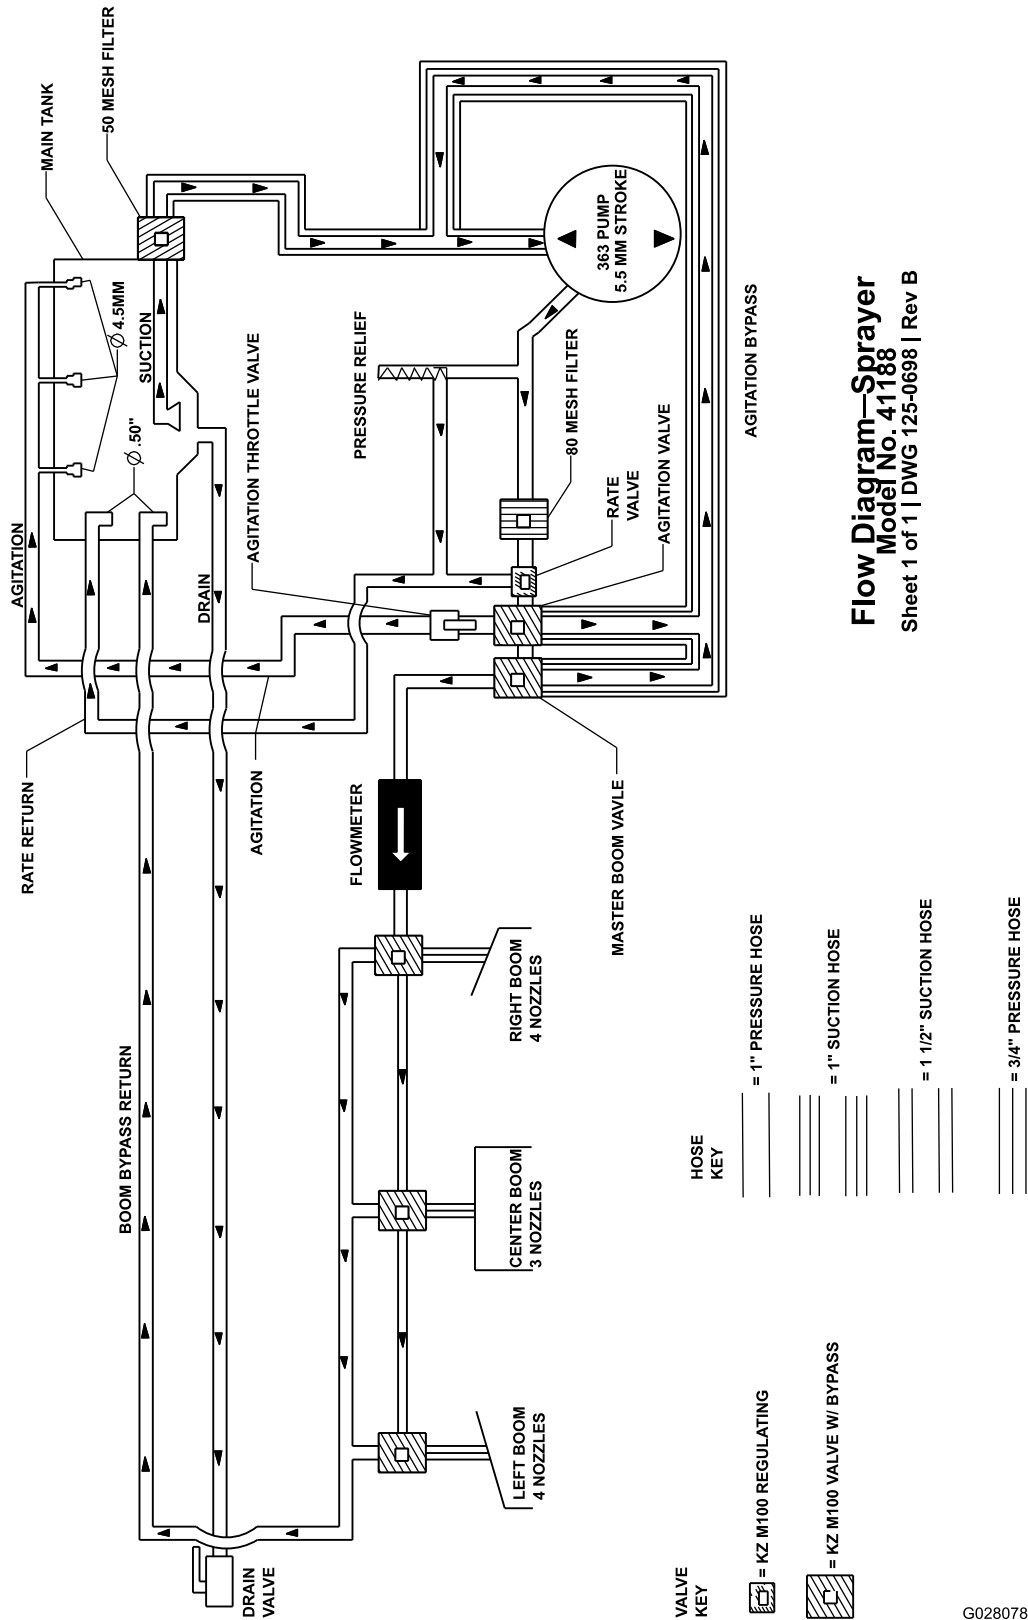 50 MESH FILTER
MAIN TANK
Ø 4.5MM
SUCTION
Ø .50"
AGITATION
DRAIN
AGITATION THROTTLE VALVE
PRESSURE RELIEF
363 PUMP
5.5 MM STROKE
80 MESH FILTER
RATE
VALVE
AGITATION VALVE
AGITATION BYPASS
RATE RETURN
AGITATION
FLOWMETER
MASTER BOOM VAVLE
BOOM BYPASS RETURN
RIGHT BOOM
4 NOZZLES
CENTER BOOM
3 NOZZLES
LEFT BOOM
4 NOZZLES
DRAIN
VALVE
Flow Diagram—Sprayer
Model No. 41188
Sheet 1 of 1 | DWG 125-0698 | Rev B
HOSE
KEY
= 1" PRESSURE HOSE
= 1" SUCTION HOSE
= 1 1/2" SUCTION HOSE
= 3/4" PRESSURE HOSE
VALVE
KEY
= KZ M100 REGULATING
= KZ M100 VALVE W/ BYPASS
G028078